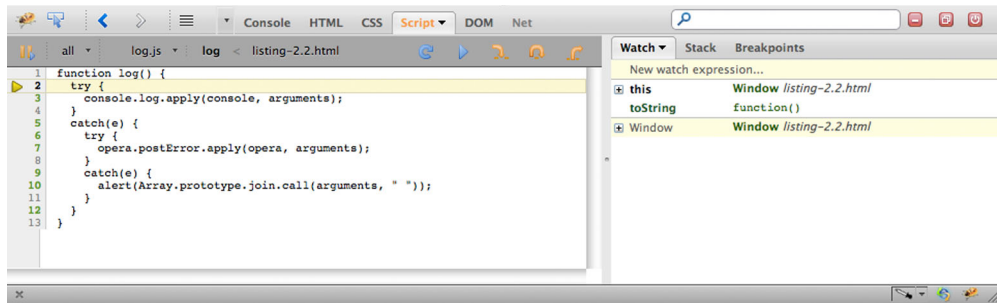 Console HTML CSS Script DOM Net
all log.js log < listing-2.2.html
Watch Stack Breakpoints
1 function log() {
2 try {
3 console.log.apply(console, arguments);
4 }
5 catch(e) {
6 try {
7 opera.postError.apply(opera, arguments);
8 }
9 catch(e) {
10 alert(Array.prototype.join.call(arguments, " "));
11 }
12 }
13 }
New watch expression...
this Window listing-2.2.html
toString function()
Window Window listing-2.2.html